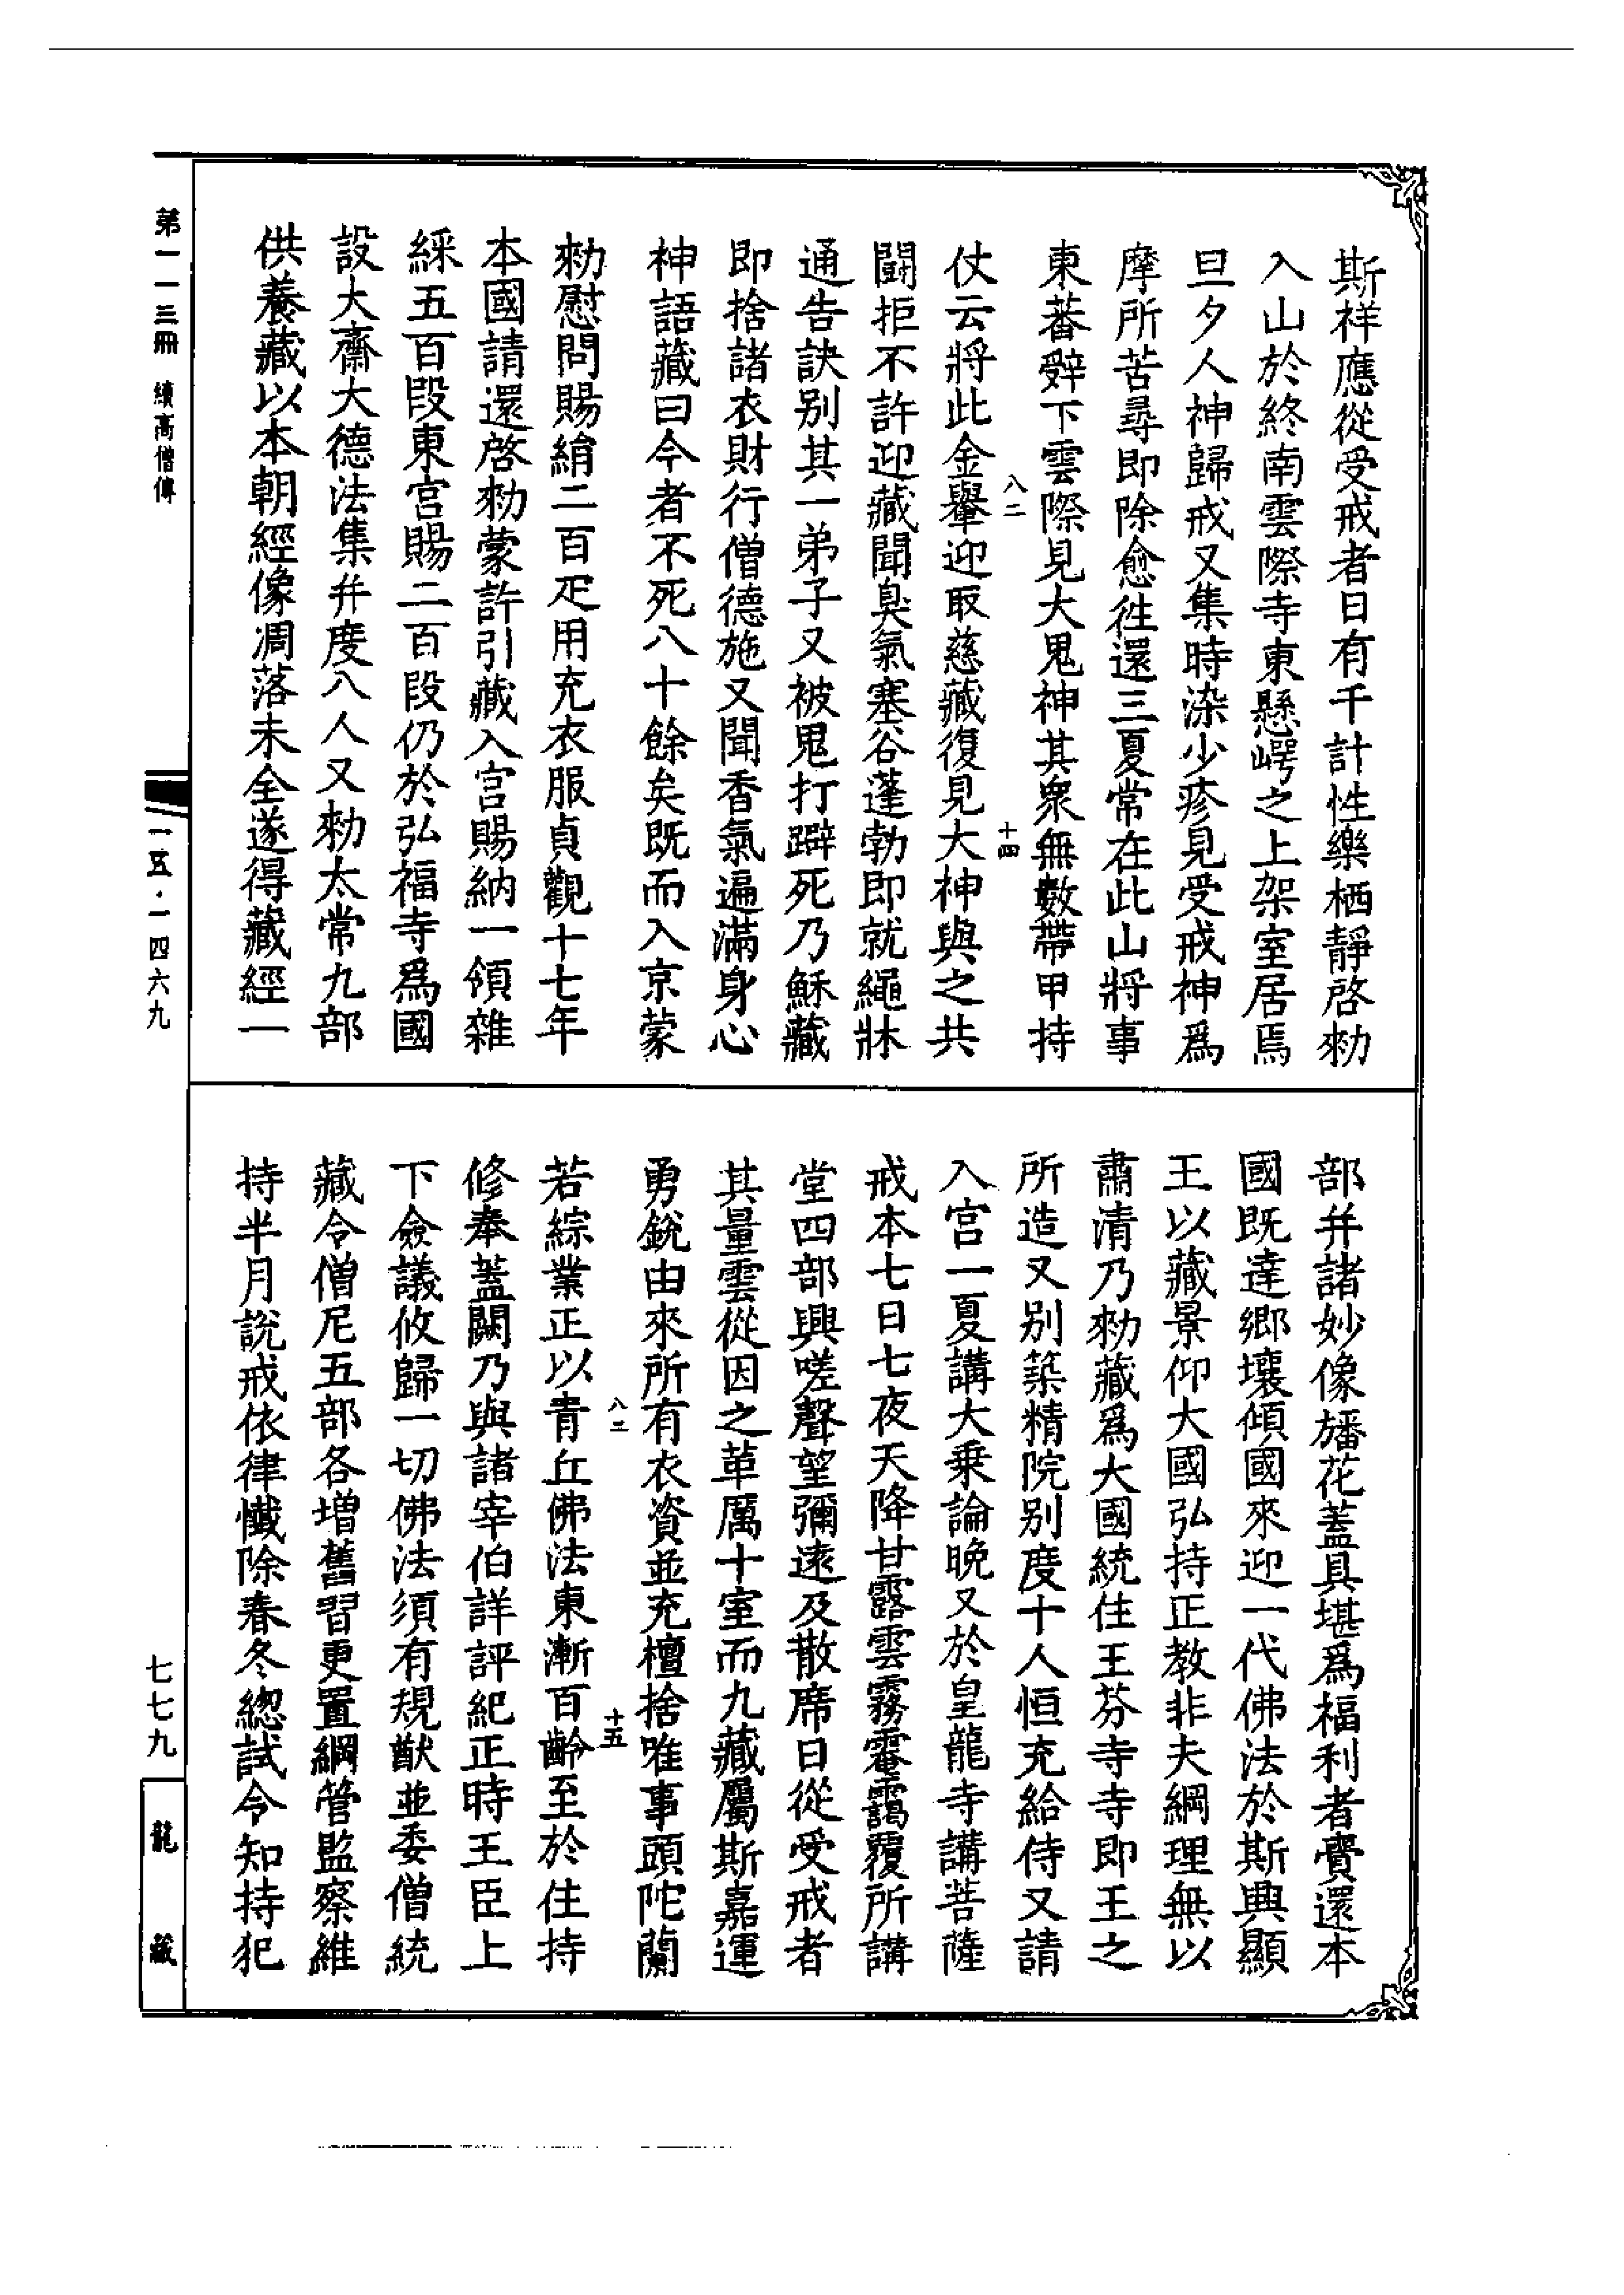 斯祥應從受戒者日有千計性樂栖靜啓勑
入山於終南雲際寺東懸崿之上架室居焉
旦夕人神歸戒又集時染少疹見受戒神爲
摩所苦尋即除愈徃還三夏常在此山將事
東蕃辤下雲際見大鬼神其衆無數帶甲持
八二
十四
仗云將此金轝迎取慈藏復見大神與之共
鬪拒不許迎藏聞臭氣塞谷蓬勃即就繩牀
通告訣别其一弟子又被鬼打躃死乃穌藏
即捨諸衣財行僧德施又聞香氣遍滿身心
神語藏曰今者不死八十餘矣既而入京蒙
勑慰問賜絹二百疋用充衣服貞觀十七年
本國請還啓勑蒙許引藏入宫賜納一領雜
綵五百段東宫賜二百段仍於弘福寺爲國
設大齋大德法集并度八人又勑太常九部
供養藏以本朝經像凋落未全遂得藏經一
部并諸妙像旛花蓋具堪爲福利者賷還本
國既達鄉壤傾國來迎一代佛法於斯興顯
王以藏景仰大國弘持正教非夫綱理無以
肅清乃勑藏爲大國統住王芬寺寺即王之
所造又别築精院别度十人恒充給侍又請
入宫一夏講大乗論晚又於皇龍寺講菩薩
戒本七日七夜天降甘露雲霧奄靄覆所講
堂四部興嗟聲望彌逺及散席日從受戒者
其量雲從因之革厲十室而九藏屬斯嘉運
勇銳由來所有衣資並充檀捨唯事頭陀蘭
八二
十五
若綜業正以青丘佛法東漸百齡至於住持
修奉蓋闕乃與諸宰伯詳評紀正時王臣上
下僉議攸歸一切佛法須有規猷並委僧統
藏令僧尼五部各增舊習更置綱管監察維
持半月說戒依律懺除春冬緫試令知持犯
第一一三冊 續高僧傳
一一五·一四六九
七七九
龍藏